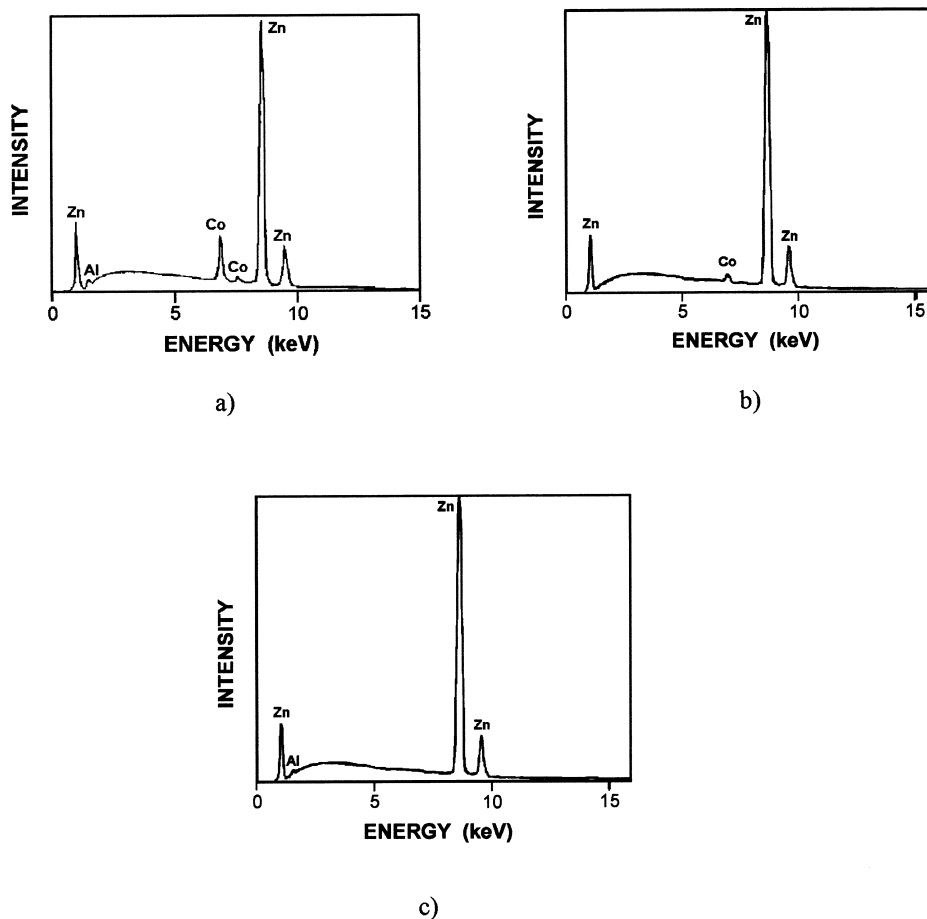 Zn
Zn
Co
Al
Co
Zn
INTENSITY
0 5 10 15
ENERGY (keV)
a)
Zn
Zn
Co
Zn
INTENSITY
0 5 10 15
ENERGY (keV)
b)
Zn
Zn
Al
Zn
INTENSITY
0 5 10 15
ENERGY (keV)
c)